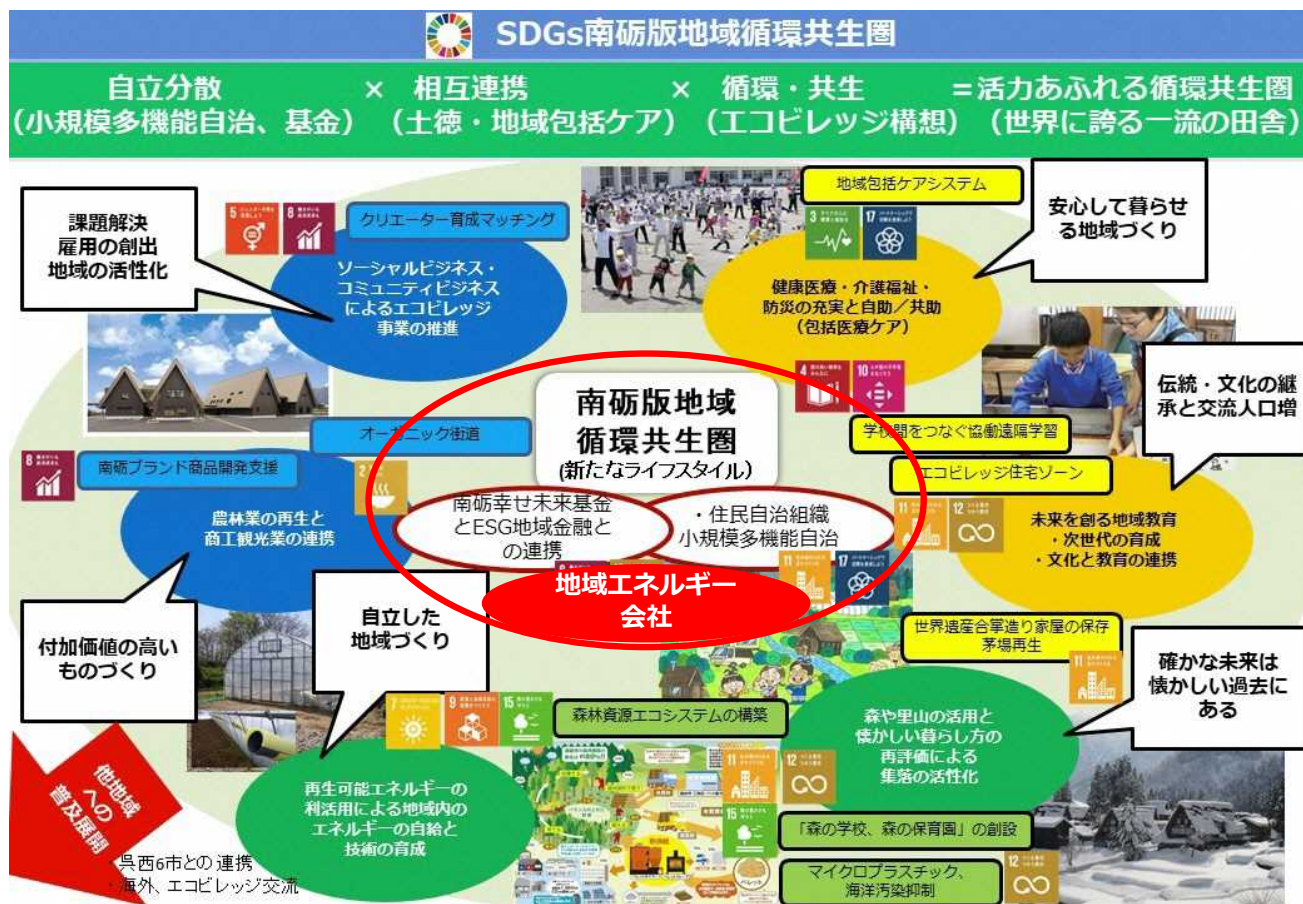 SDGs南砺版地域循環共生圏
自立分散 × 相互連携 × 循環・共生 =活力あふれる循環共生圏
(小規模多機能自治、基金) (土徳・地域包括ケア) (エコビレッジ構想) (世界に誇る一流の田舎)
課題解決
雇用の創出
地域の活性化
5
8
クリエーター育成マッチング
ソーシャルビジネス・
コミュニティビジネス
によるエコビレッジ
事業の推進
地域包括ケアシステム
3
17
健康医療・介護福祉・
防災の充実と自助/共助
(包括医療ケア)
安心して暮らせ
る地域づくり
4
10
伝統・文化の継
承と交流人口増
学校間をつなぐ協働遠隔学習
エコビレッジ住宅ゾーン
11
12
未来を創る地域教育
・次世代の育成
・文化と教育の連携
南砺版地域
循環共生圏
(新たなライフスタイル)
オーガニック街道
8
南砺ブランド商品開発支援
2
農林業の再生と
商工観光業の連携
南砺幸せ未来基金
とESG地域金融と
の連携
・住民自治組織
小規模多機能自治
11
17
地域エネルギー
会社
付加価値の高い
ものづくり
自立した
地域づくり
世界遺産合掌造り家屋の保存
茅場再生
11
確かな未来は
懐かしい過去に
ある
7
9
15
森林資源エコシステムの構築
森や里山の活用と
懐かしい暮らし方の
再評価による
集落の活性化
11
12
再生可能エネルギーの
利活用による地域内の
エネルギーの自給と
技術の育成
15
「森の学校、森の保育園」の創設
マイクロプラスチック、
海洋汚染抑制
12
他地域
への
普及展開
・呉西6市との連携
・海外、エコビレッジ交流